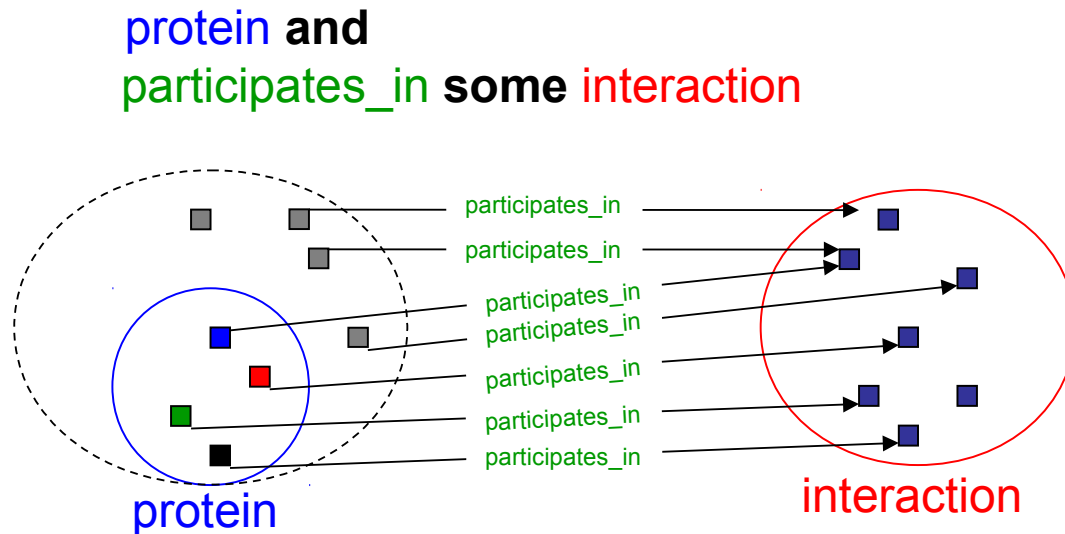 protein and
participates_in some interaction
participates_in
participates_in
participates_in
participates_in
participates_in
participates_in
participates_in
protein
interaction